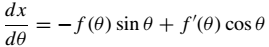 dx/dθ = −f(θ) sin θ + f′(θ) cos θ